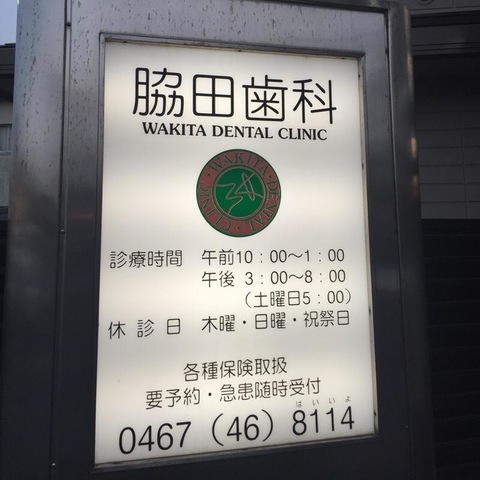 脇田歯科
WAKITA DENTAL CLINIC
WAKITA・DENTAL・CLINIC・
診療時間 午前10：00〜1：00
午後 3：00〜8：00
（土曜日5：00）
休診日 木曜・日曜・祝祭日
各種保険取扱
要予約・急患随時受付
はいいよ
0467（46）8114